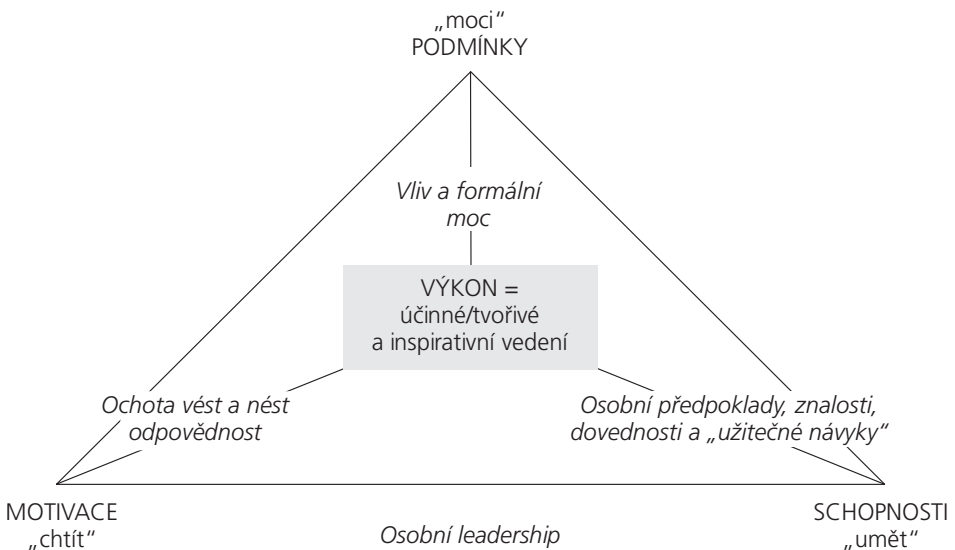 „moci“
PODMÍNKY
Vliv a formální
moc
VÝKON =
účinné/tvořivé
a inspirativní vedení
Ochota vést a nést
odpovědnost
Osobní předpoklady, znalosti,
dovednosti a „užitečné návyky“
MOTIVACE
„chtít“
Osobní leadership
SCHOPNOSTI
„umět“